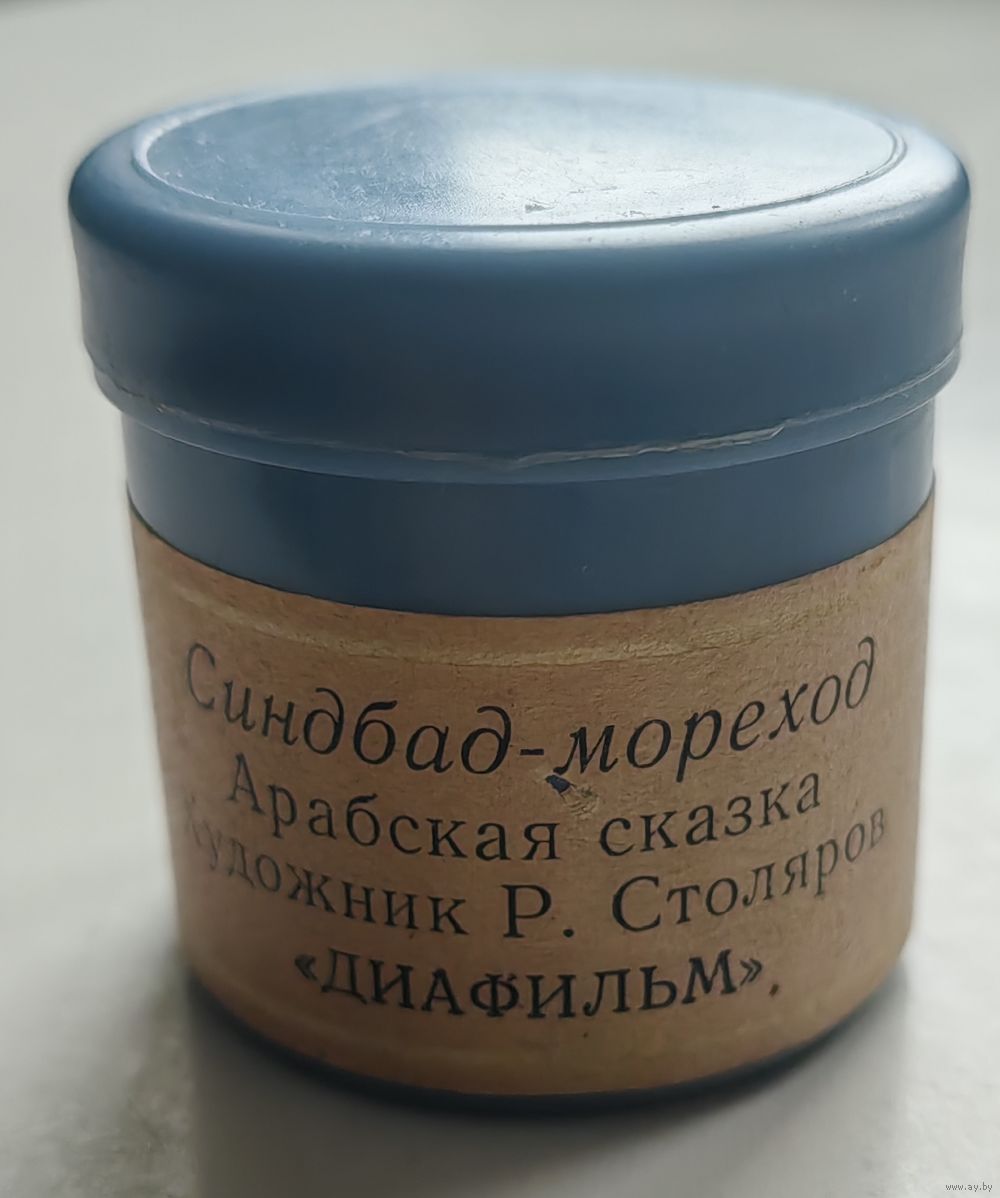 Синдбад-мореход
Арабская сказка
Художник Р. Столяров
«ДИАФИЛЬМ»
www.ay.by